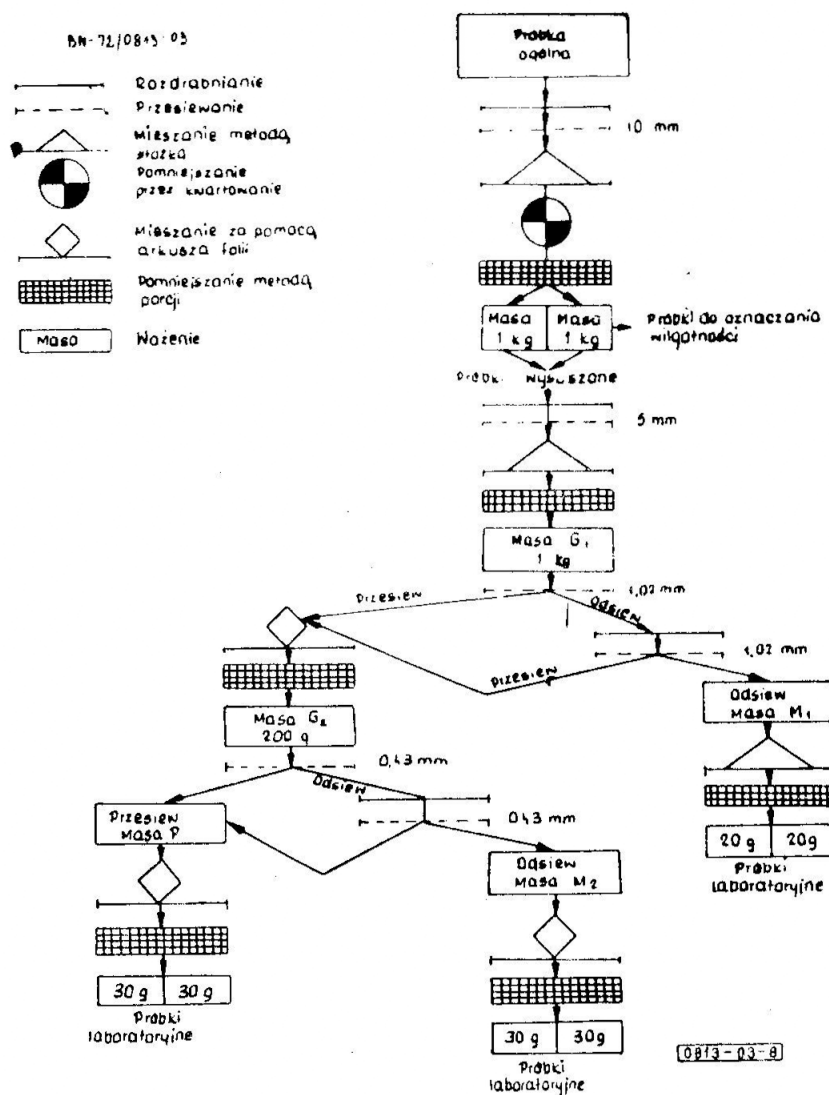 BN-72/0813-03
Rozdrabnianie
Przesiewanie
Mieszanie metodą
stożka
Pomniejszanie
przez kwartowanie
Mieszanie za pomocą
arkusza folii
Pomniejszanie metodą
porcji
Masa
Ważenie
Próbka
ogólna
10 mm
Masa
1 kg
Masa
1 kg
Próbki do oznaczania
wilgotności
Próbki wysuszone
5 mm
Masa G₁
1 kg
1,02 mm
Przesiew
Odsiew
1,02 mm
przesiew
Odsiew
Masa M₁
20g 20g
Próbki
laboratoryjne
Masa G₂
200 g
0,43 mm
Odsiew
0,43 mm
Przesiew
Masa P
Odsiew
Masa M₂
30 g 30 g
Próbki
laboratoryjne
30 g 30g
Próbki
laboratoryjne
0813-03-8